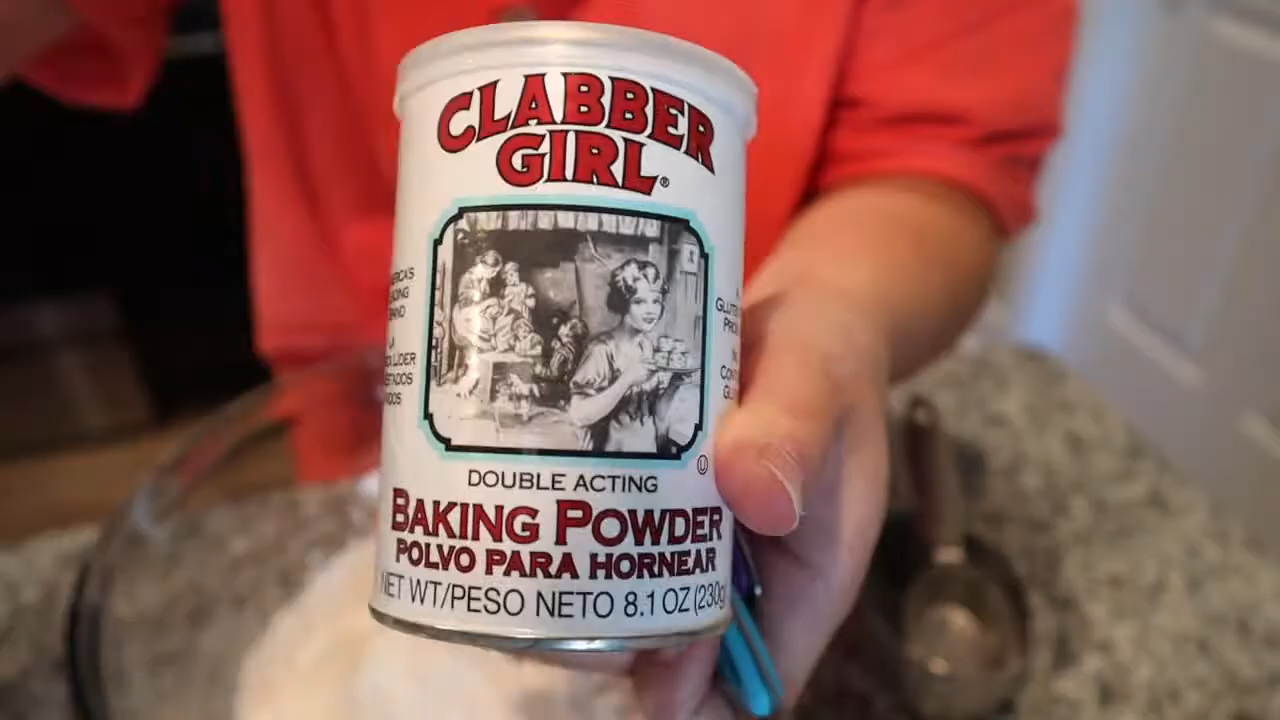 CLABBER
GIRL®
DOUBLE ACTING
BAKING POWDER
POLVO PARA HORNEAR
NET WT/PESO NETO 8.1 OZ (230g